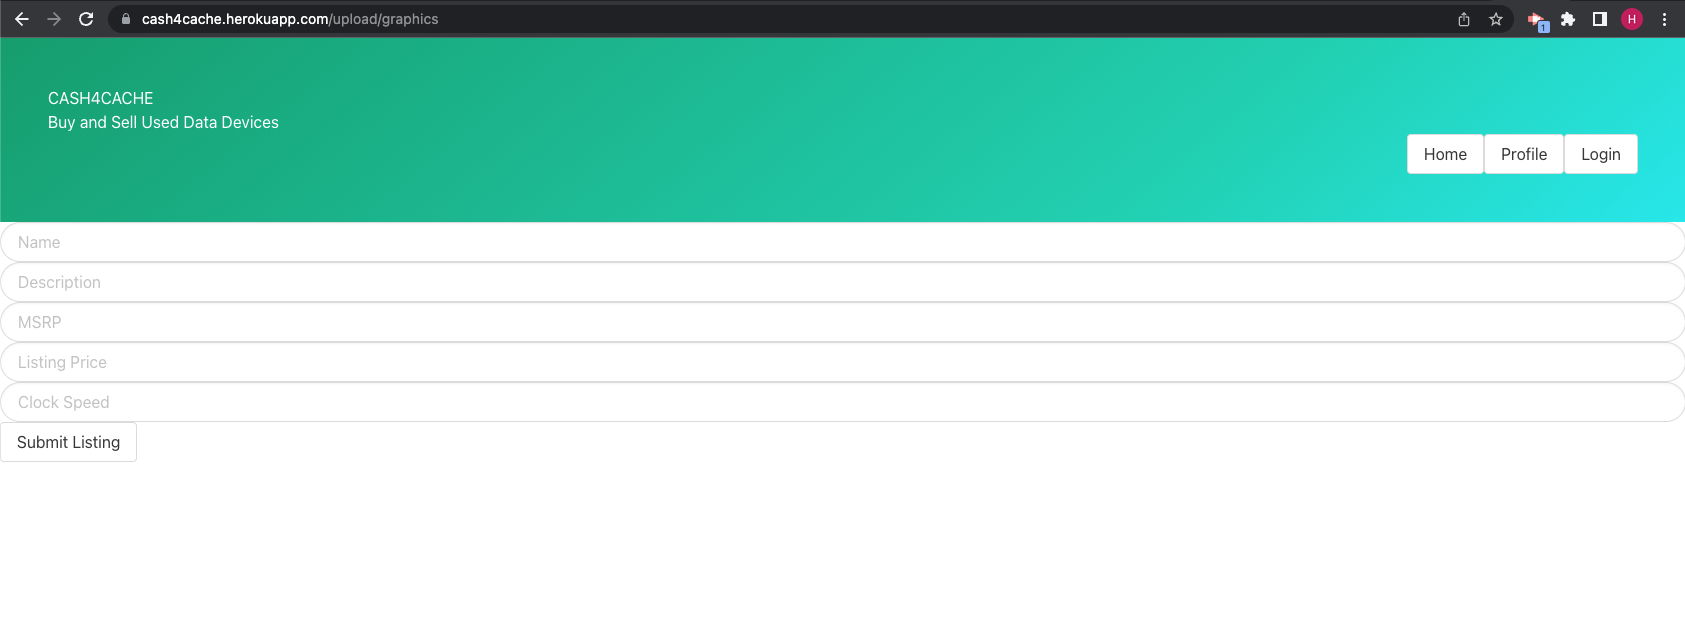 cash4cache.herokuapp.com/upload/graphics
1
H
CASH4CACHE
Buy and Sell Used Data Devices
Home Profile Login
Name
Description
MSRP
Listing Price
Clock Speed
Submit Listing